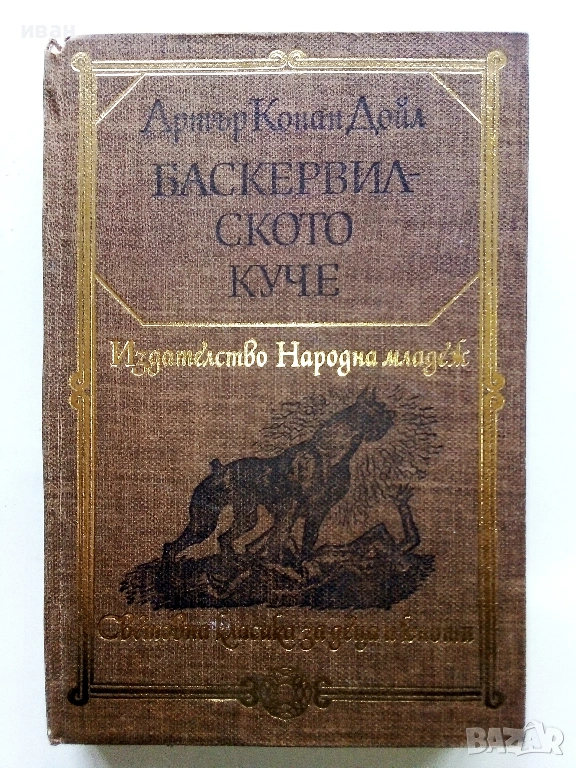 иван
Артър Конан Дойл
БАСКЕРВИЛ-
СКОТО
КУЧЕ
Издателство Народна младеж
Световна класика за деца и юноши
BAZAR